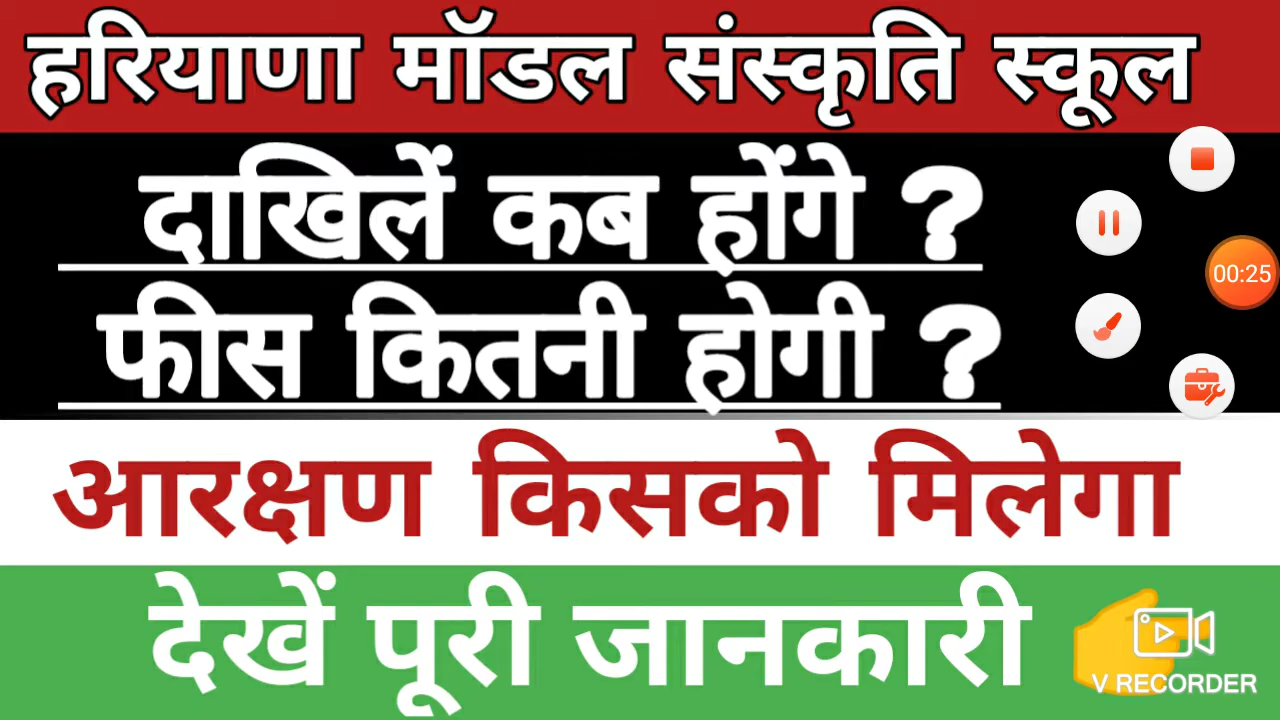 हरियाणा मॉडल संस्कृति स्कूल
दाखिलें कब होंगे ?
00:25
फीस कितनी होगी ?
आरक्षण किसको मिलेगा
देखें पूरी जानकारी
V RECORDER